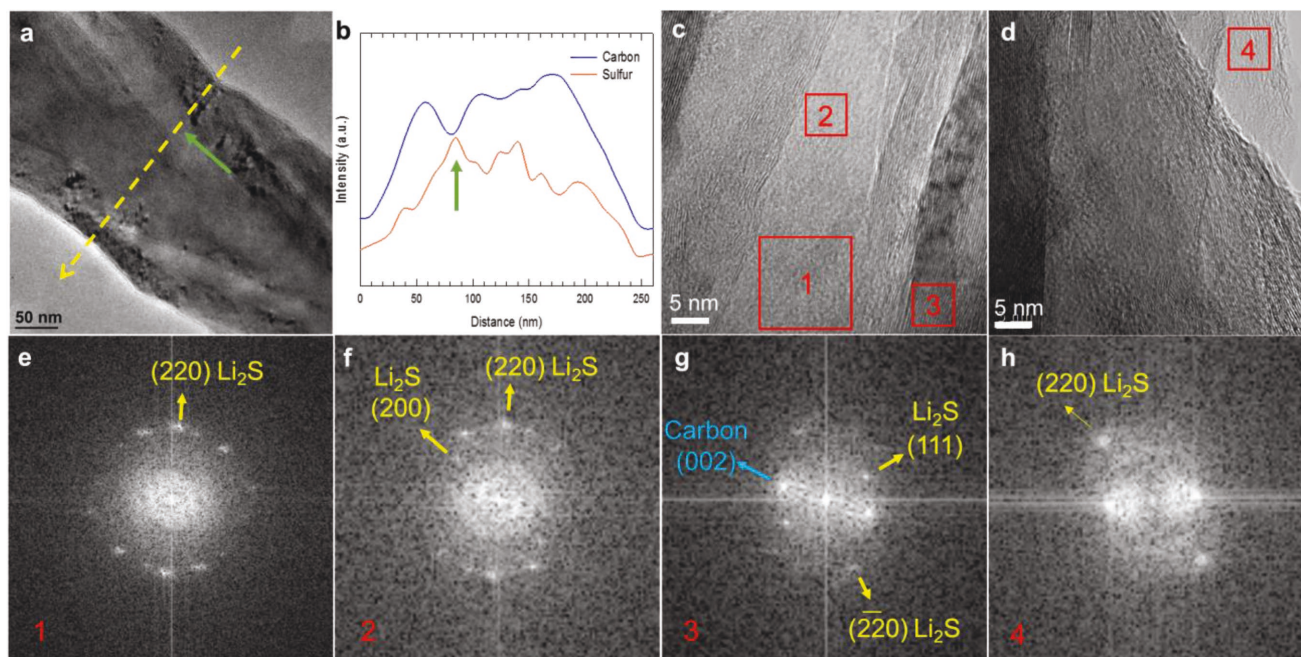 a
50 nm
b
Carbon
Sulfur
Intensity (a.u.)
0 50 100 150 200 250
Distance (nm)
c
2
1
3
5 nm
d
4
5 nm
e
(220) Li₂S
1
f
Li₂S
(200)
(220) Li₂S
2
g
Carbon
(002)
Li₂S
(111)
(2̅2̅0) Li₂S
3
h
(220) Li₂S
4